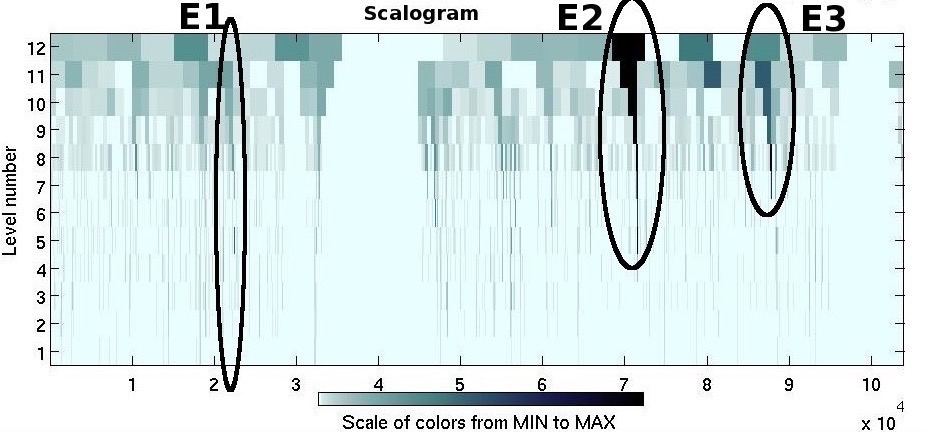 E1 Scalogram E2 E3
12
11
10
9
8
7
6
5
4
3
2
1
Level number
1 2 3 4 5 6 7 8 9 10
x 10 4
Scale of colors from MIN to MAX